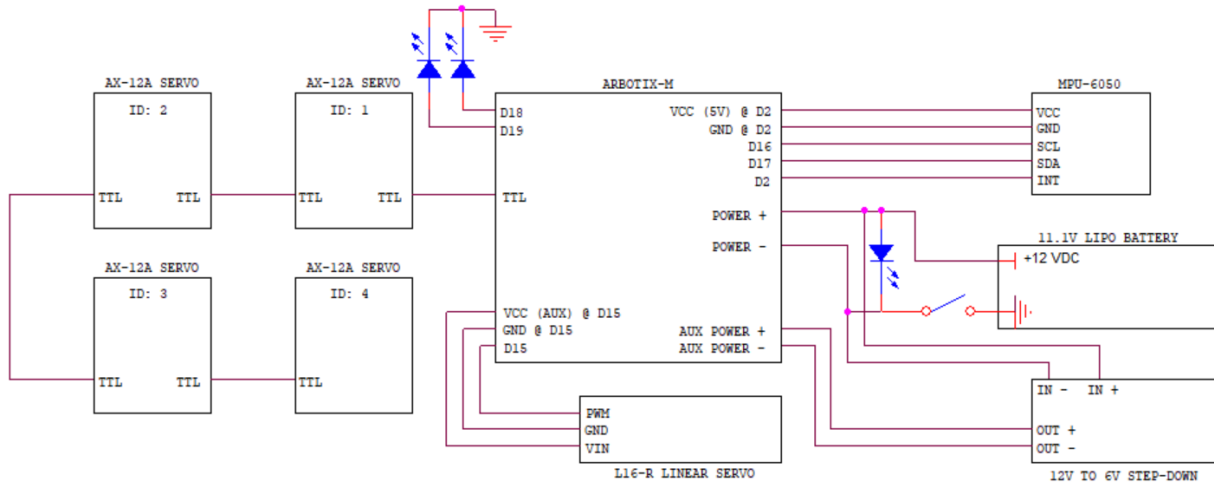 AX-12A SERVO
ID: 2
TTL TTL
AX-12A SERVO
ID: 1
TTL TTL
AX-12A SERVO
ID: 3
TTL TTL
AX-12A SERVO
ID: 4
TTL
ARBOTIX-M
D18
D19
TTL
VCC (AUX) @ D15
GND @ D15
D15
VCC (5V) @ D2
GND @ D2
D16
D17
D2
POWER +
POWER -
AUX POWER +
AUX POWER -
MPU-6050
VCC
GND
SCL
SDA
INT
11.1V LIPO BATTERY
+12 VDC
IN - IN +
OUT +
OUT -
12V TO 6V STEP-DOWN
PWM
GND
VIN
L16-R LINEAR SERVO